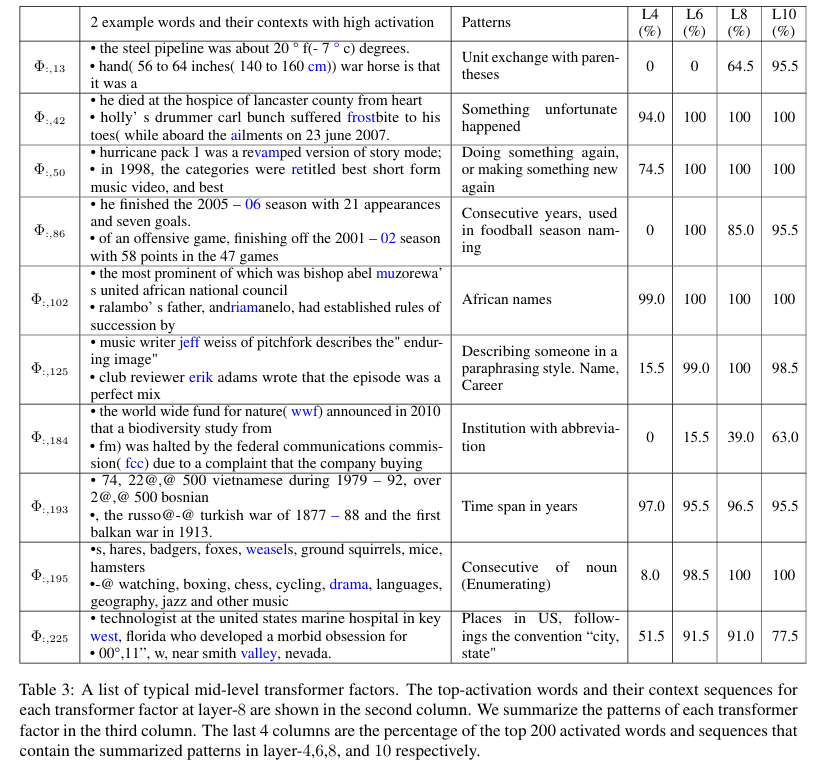 2 example words and their contexts with high activation Patterns L4 (%) L6 (%) L8 (%) L10 (%)
Φ:,13
• the steel pipeline was about 20 ° f(- 7 ° c) degrees.
• hand( 56 to 64 inches( 140 to 160 cm)) war horse is that
it was a
Unit exchange with paren-
theses
0 0 64.5 95.5
Φ:,42
• he died at the hospice of lancaster county from heart
• holly' s drummer carl bunch suffered frostbite to his
toes( while aboard the ailments on 23 june 2007.
Something unfortunate
happened
94.0 100 100 100
Φ:,50
• hurricane pack 1 was a revamped version of story mode;
• in 1998, the categories were retitled best short form
music video, and best
Doing something again,
or making something new
again
74.5 100 100 100
Φ:,86
• he finished the 2005 – 06 season with 21 appearances
and seven goals.
• of an offensive game, finishing off the 2001 – 02 season
with 58 points in the 47 games
Consecutive years, used
in foodball season nam-
ing
0 100 85.0 95.5
Φ:,102
• the most prominent of which was bishop abel muzorewa'
s united african national council
• ralambo' s father, andriamanelo, had established rules of
succession by
African names
99.0 100 100 100
Φ:,125
• music writer jeff weiss of pitchfork describes the" endur-
ing image"
• club reviewer erik adams wrote that the episode was a
perfect mix
Describing someone in a
paraphrasing style. Name,
Career
15.5 99.0 100 98.5
Φ:,184
• the world wide fund for nature( wwf) announced in 2010
that a biodiversity study from
• fm) was halted by the federal communications commis-
sion( fcc) due to a complaint that the company buying
Institution with abbrevia-
tion
0 15.5 39.0 63.0
Φ:,193
• 74, 22@,@ 500 vietnamese during 1979 – 92, over
2@,@ 500 bosnian
•, the russo@-@ turkish war of 1877 – 88 and the first
balkan war in 1913.
Time span in years
97.0 95.5 96.5 95.5
Φ:,195
•s, hares, badgers, foxes, weasels, ground squirrels, mice,
hamsters
•-@ watching, boxing, chess, cycling, drama, languages,
geography, jazz and other music
Consecutive of noun
(Enumerating)
8.0 98.5 100 100
Φ:,225
• technologist at the united states marine hospital in key
west, florida who developed a morbid obsession for
• 00°,11”, w, near smith valley, nevada.
Places in US, follow-
ings the convention “city,
state"
51.5 91.5 91.0 77.5
Table 3: A list of typical mid-level transformer factors. The top-activation words and their context sequences for
each transformer factor at layer-8 are shown in the second column. We summarize the patterns of each transformer
factor in the third column. The last 4 columns are the percentage of the top 200 activated words and sequences that
contain the summarized patterns in layer-4,6,8, and 10 respectively.